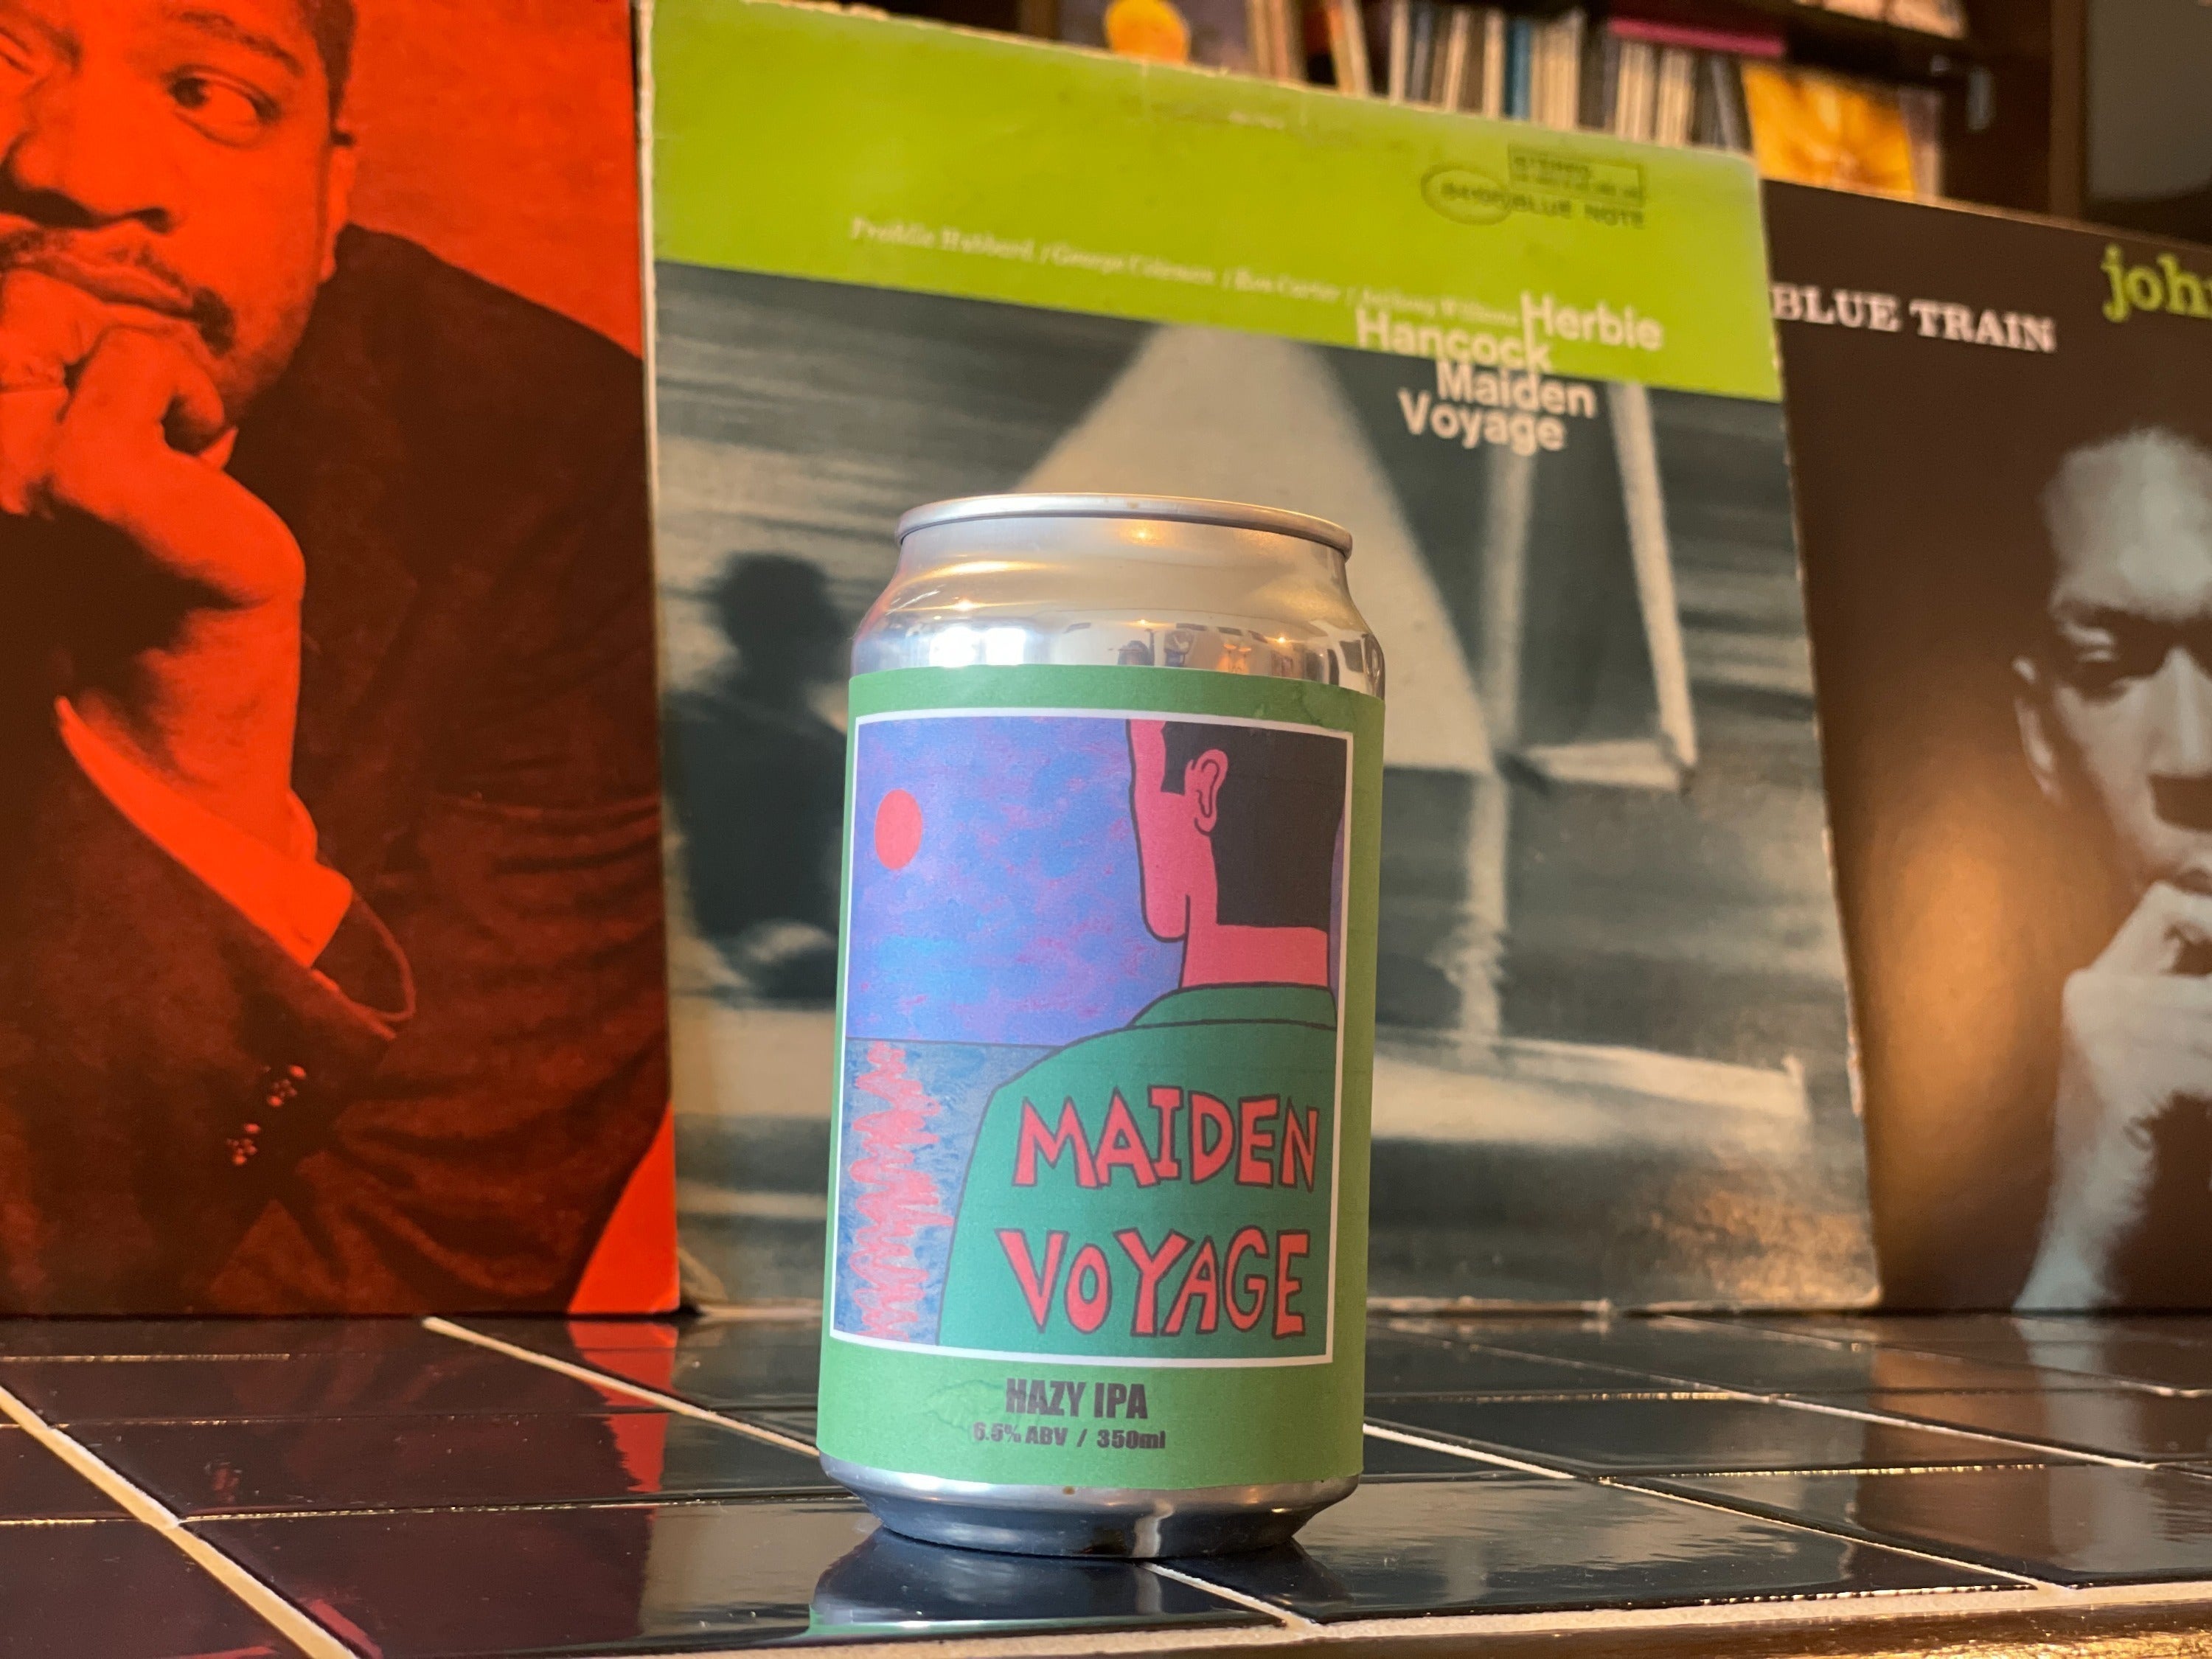 STEREO
BLUE NOTE
Freddie Hubbard / George Coleman / Ron Carter / Anthony Williams
Herbie
Hancock
Maiden
Voyage
BLUE TRAIN
john
MAIDEN
VOYAGE
HAZY IPA
6.5% ABV / 350ml